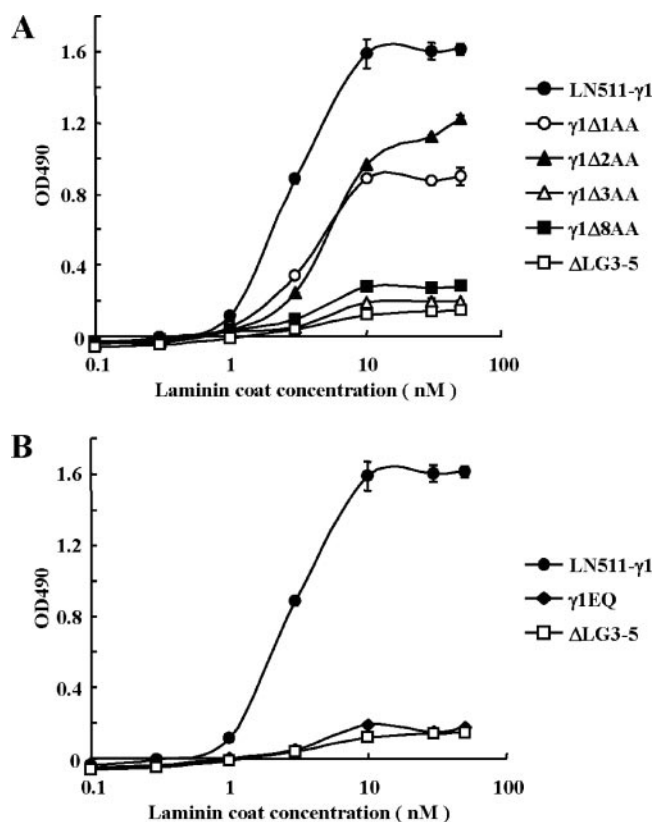 A
1.6
1.2
0.8
0.4
0
OD490
0.1 1 10 100
Laminin coat concentration ( nM )
LN511-γ1
γ1Δ1AA
γ1Δ2AA
γ1Δ3AA
γ1Δ8AA
ΔLG3-5
B
1.6
1.2
0.8
0.4
0
OD490
0.1 1 10 100
Laminin coat concentration ( nM )
LN511-γ1
γ1EQ
ΔLG3-5